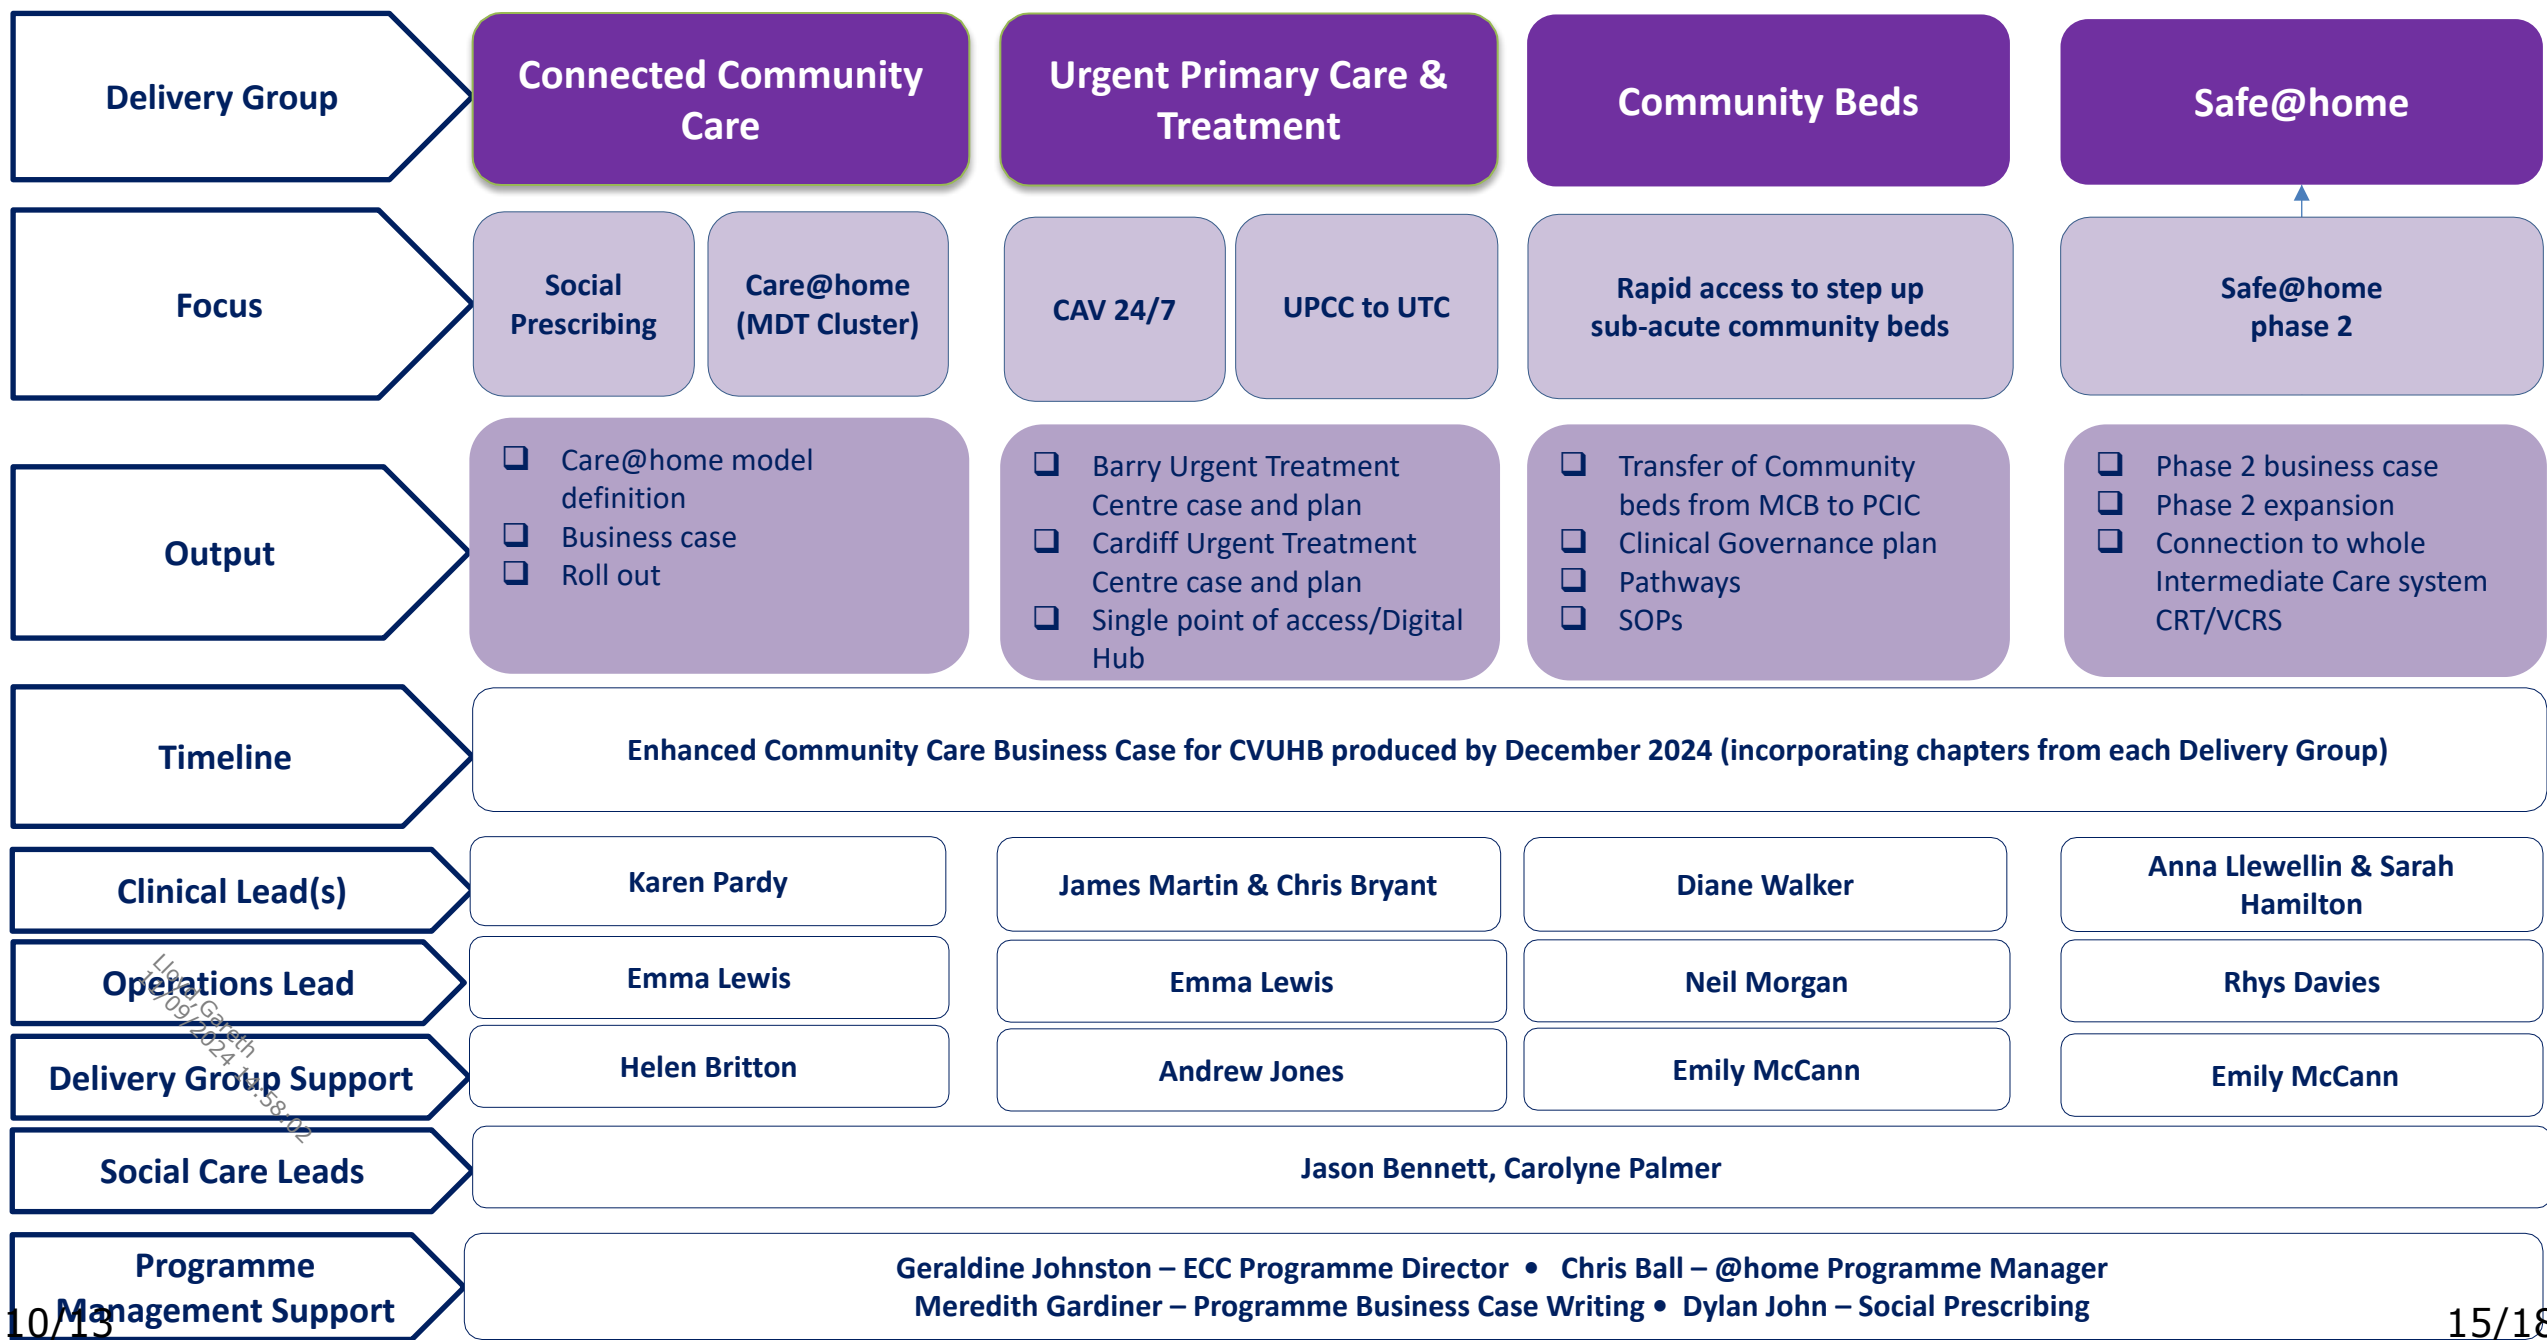 Delivery Group
Connected Community
Care
Urgent Primary Care &
Treatment
Community Beds
Safe@home
Focus
Social
Prescribing
Care@home
(MDT Cluster)
CAV 24/7
UPCC to UTC
Rapid access to step up
sub-acute community beds
Safe@home
phase 2
Output
❑ Care@home model
definition
❑ Business case
❑ Roll out
❑ Barry Urgent Treatment
Centre case and plan
❑ Cardiff Urgent Treatment
Centre case and plan
❑ Single point of access/Digital
Hub
❑ Transfer of Community
beds from MCB to PCIC
❑ Clinical Governance plan
❑ Pathways
❑ SOPs
❑ Phase 2 business case
❑ Phase 2 expansion
❑ Connection to whole
Intermediate Care system
CRT/VCRS
Timeline
Enhanced Community Care Business Case for CVUHB produced by December 2024 (incorporating chapters from each Delivery Group)
Clinical Lead(s)
Karen Pardy
James Martin & Chris Bryant
Diane Walker
Anna Llewellin & Sarah
Hamilton
Operations Lead
Emma Lewis
Emma Lewis
Neil Morgan
Rhys Davies
Delivery Group Support
Helen Britton
Andrew Jones
Emily McCann
Emily McCann
Social Care Leads
Jason Bennett, Carolyne Palmer
Programme
Management Support
Geraldine Johnston – ECC Programme Director • Chris Ball – @home Programme Manager
Meredith Gardiner – Programme Business Case Writing • Dylan John – Social Prescribing
Gareth
14:58:02
10/13
15/18